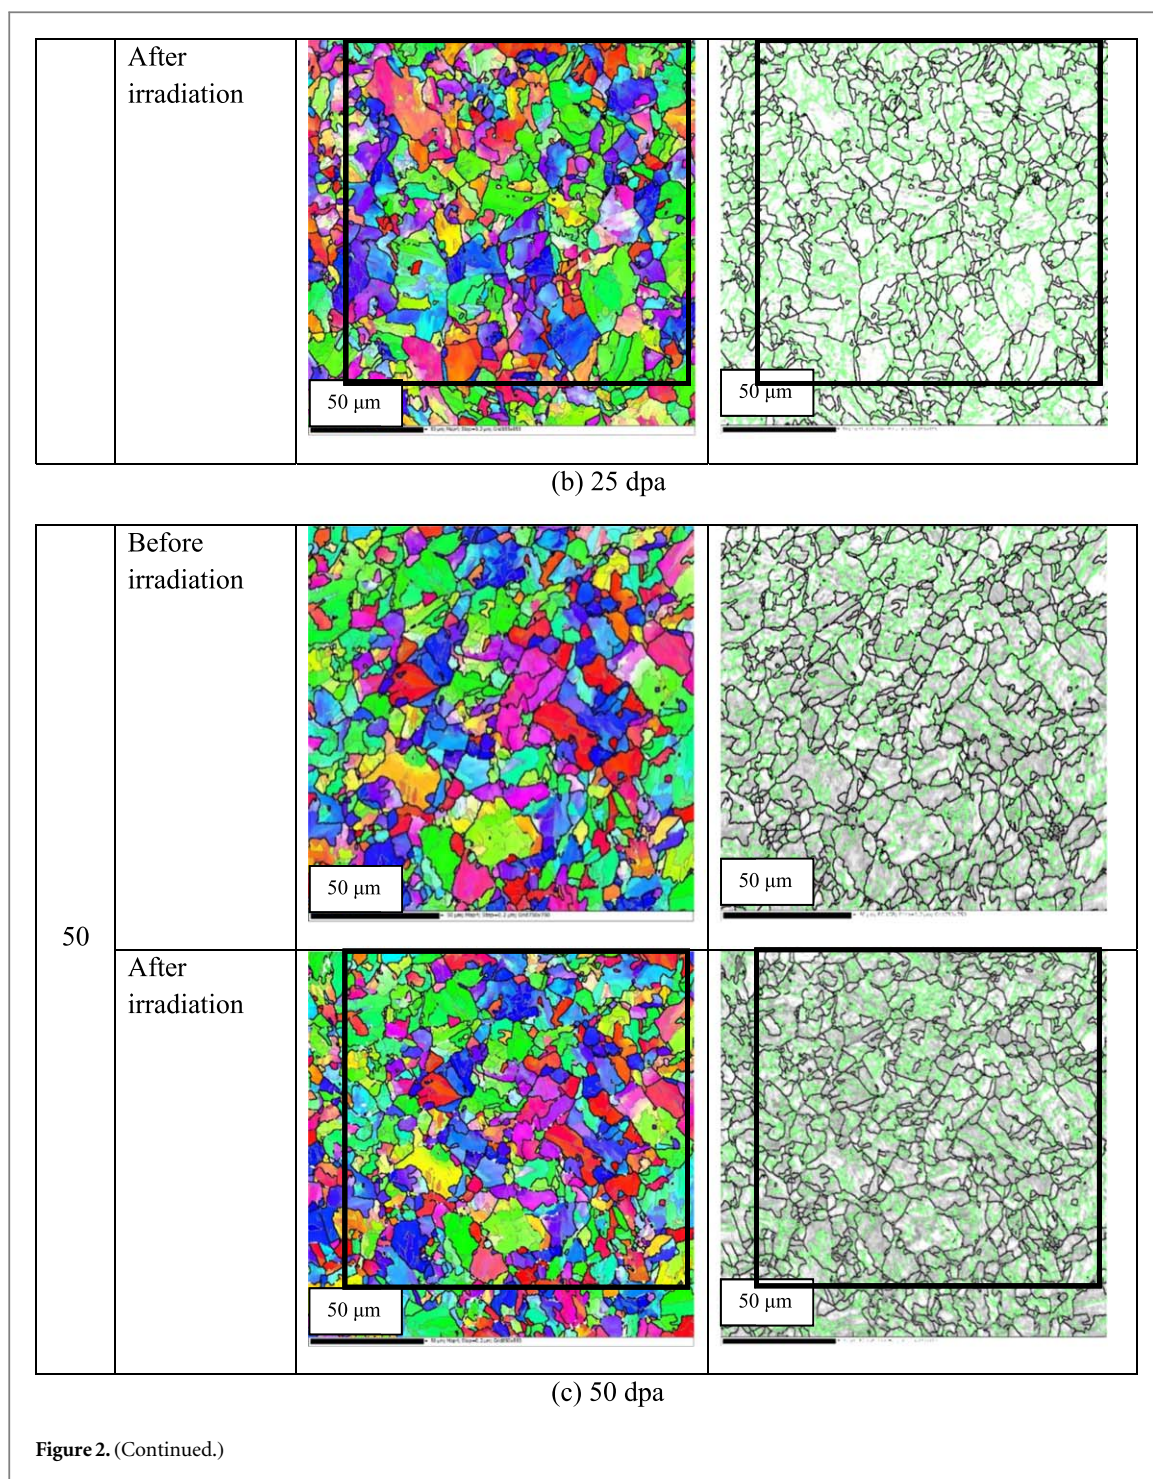 After
irradiation
50 μm
50 μm
(b) 25 dpa
Before
irradiation
50 μm
50 μm
50
After
irradiation
50 μm
50 μm
(c) 50 dpa
Figure 2. (Continued.)